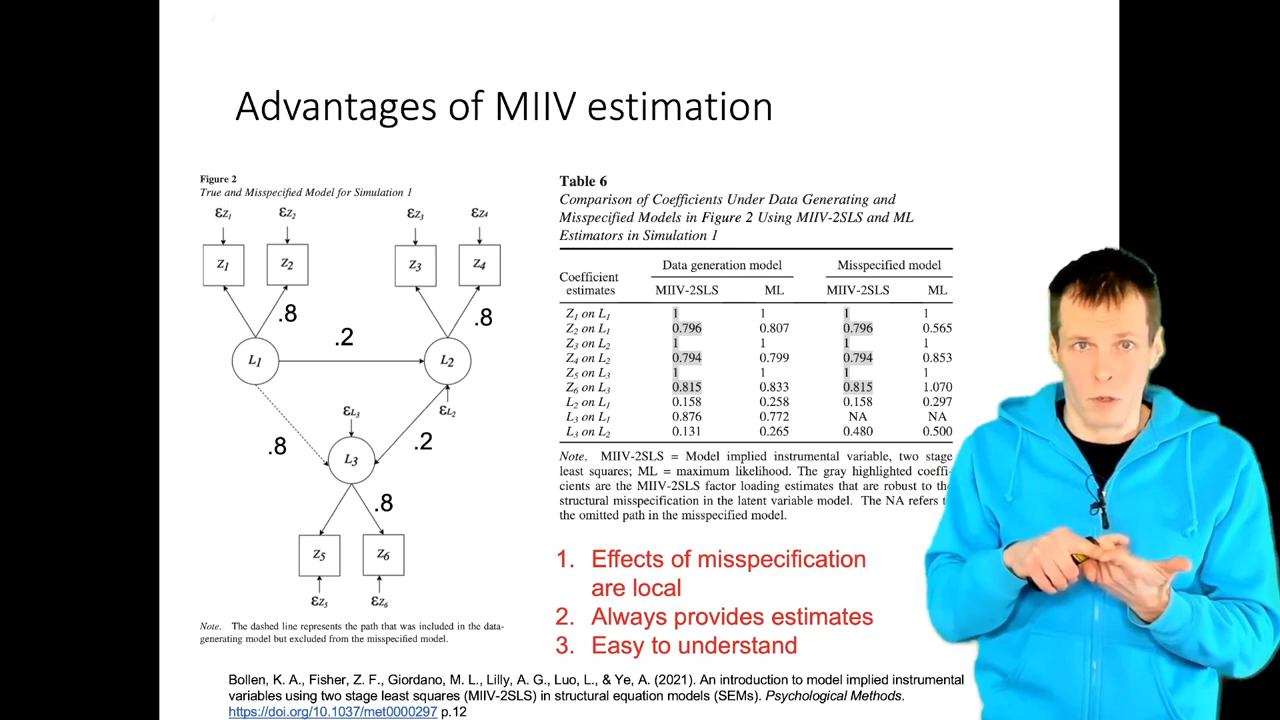 Advantages of MIIV estimation
Figure 2
True and Misspecified Model for Simulation 1
εZ1 εZ2 εZ3 εZ4
Z1 Z2 Z3 Z4
.8 .8
.2
L1 L2
εL3 εL2
.8 .2
L3
.8
Z5 Z6
εZ5 εZ6
Note. The dashed line represents the path that was included in the data-
generating model but excluded from the misspecified model.
Table 6
Comparison of Coefficients Under Data Generating and
Misspecified Models in Figure 2 Using MIIV-2SLS and ML
Estimators in Simulation 1
Data generation model Misspecified model
Coefficient
estimates MIIV-2SLS ML MIIV-2SLS ML
Z1 on L1 1 1 1 1
Z2 on L1 0.796 0.807 0.796 0.565
Z3 on L2 1 1 1 1
Z4 on L2 0.794 0.799 0.794 0.853
Z5 on L3 1 1 1 1
Z6 on L3 0.815 0.833 0.815 1.070
L2 on L1 0.158 0.258 0.158 0.297
L3 on L1 0.876 0.772 NA NA
L3 on L2 0.131 0.265 0.480 0.500
Note. MIIV-2SLS = Model implied instrumental variable, two stage
least squares; ML = maximum likelihood. The gray highlighted coeffi-
cients are the MIIV-2SLS factor loading estimates that are robust to the
structural misspecification in the latent variable model. The NA refers t
the omitted path in the misspecified model.
1. Effects of misspecification
are local
2. Always provides estimates
3. Easy to understand
Bollen, K. A., Fisher, Z. F., Giordano, M. L., Lilly, A. G., Luo, L., & Ye, A. (2021). An introduction to model implied instrumental
variables using two stage least squares (MIIV-2SLS) in structural equation models (SEMs). Psychological Methods.
https://doi.org/10.1037/met0000297 p.12